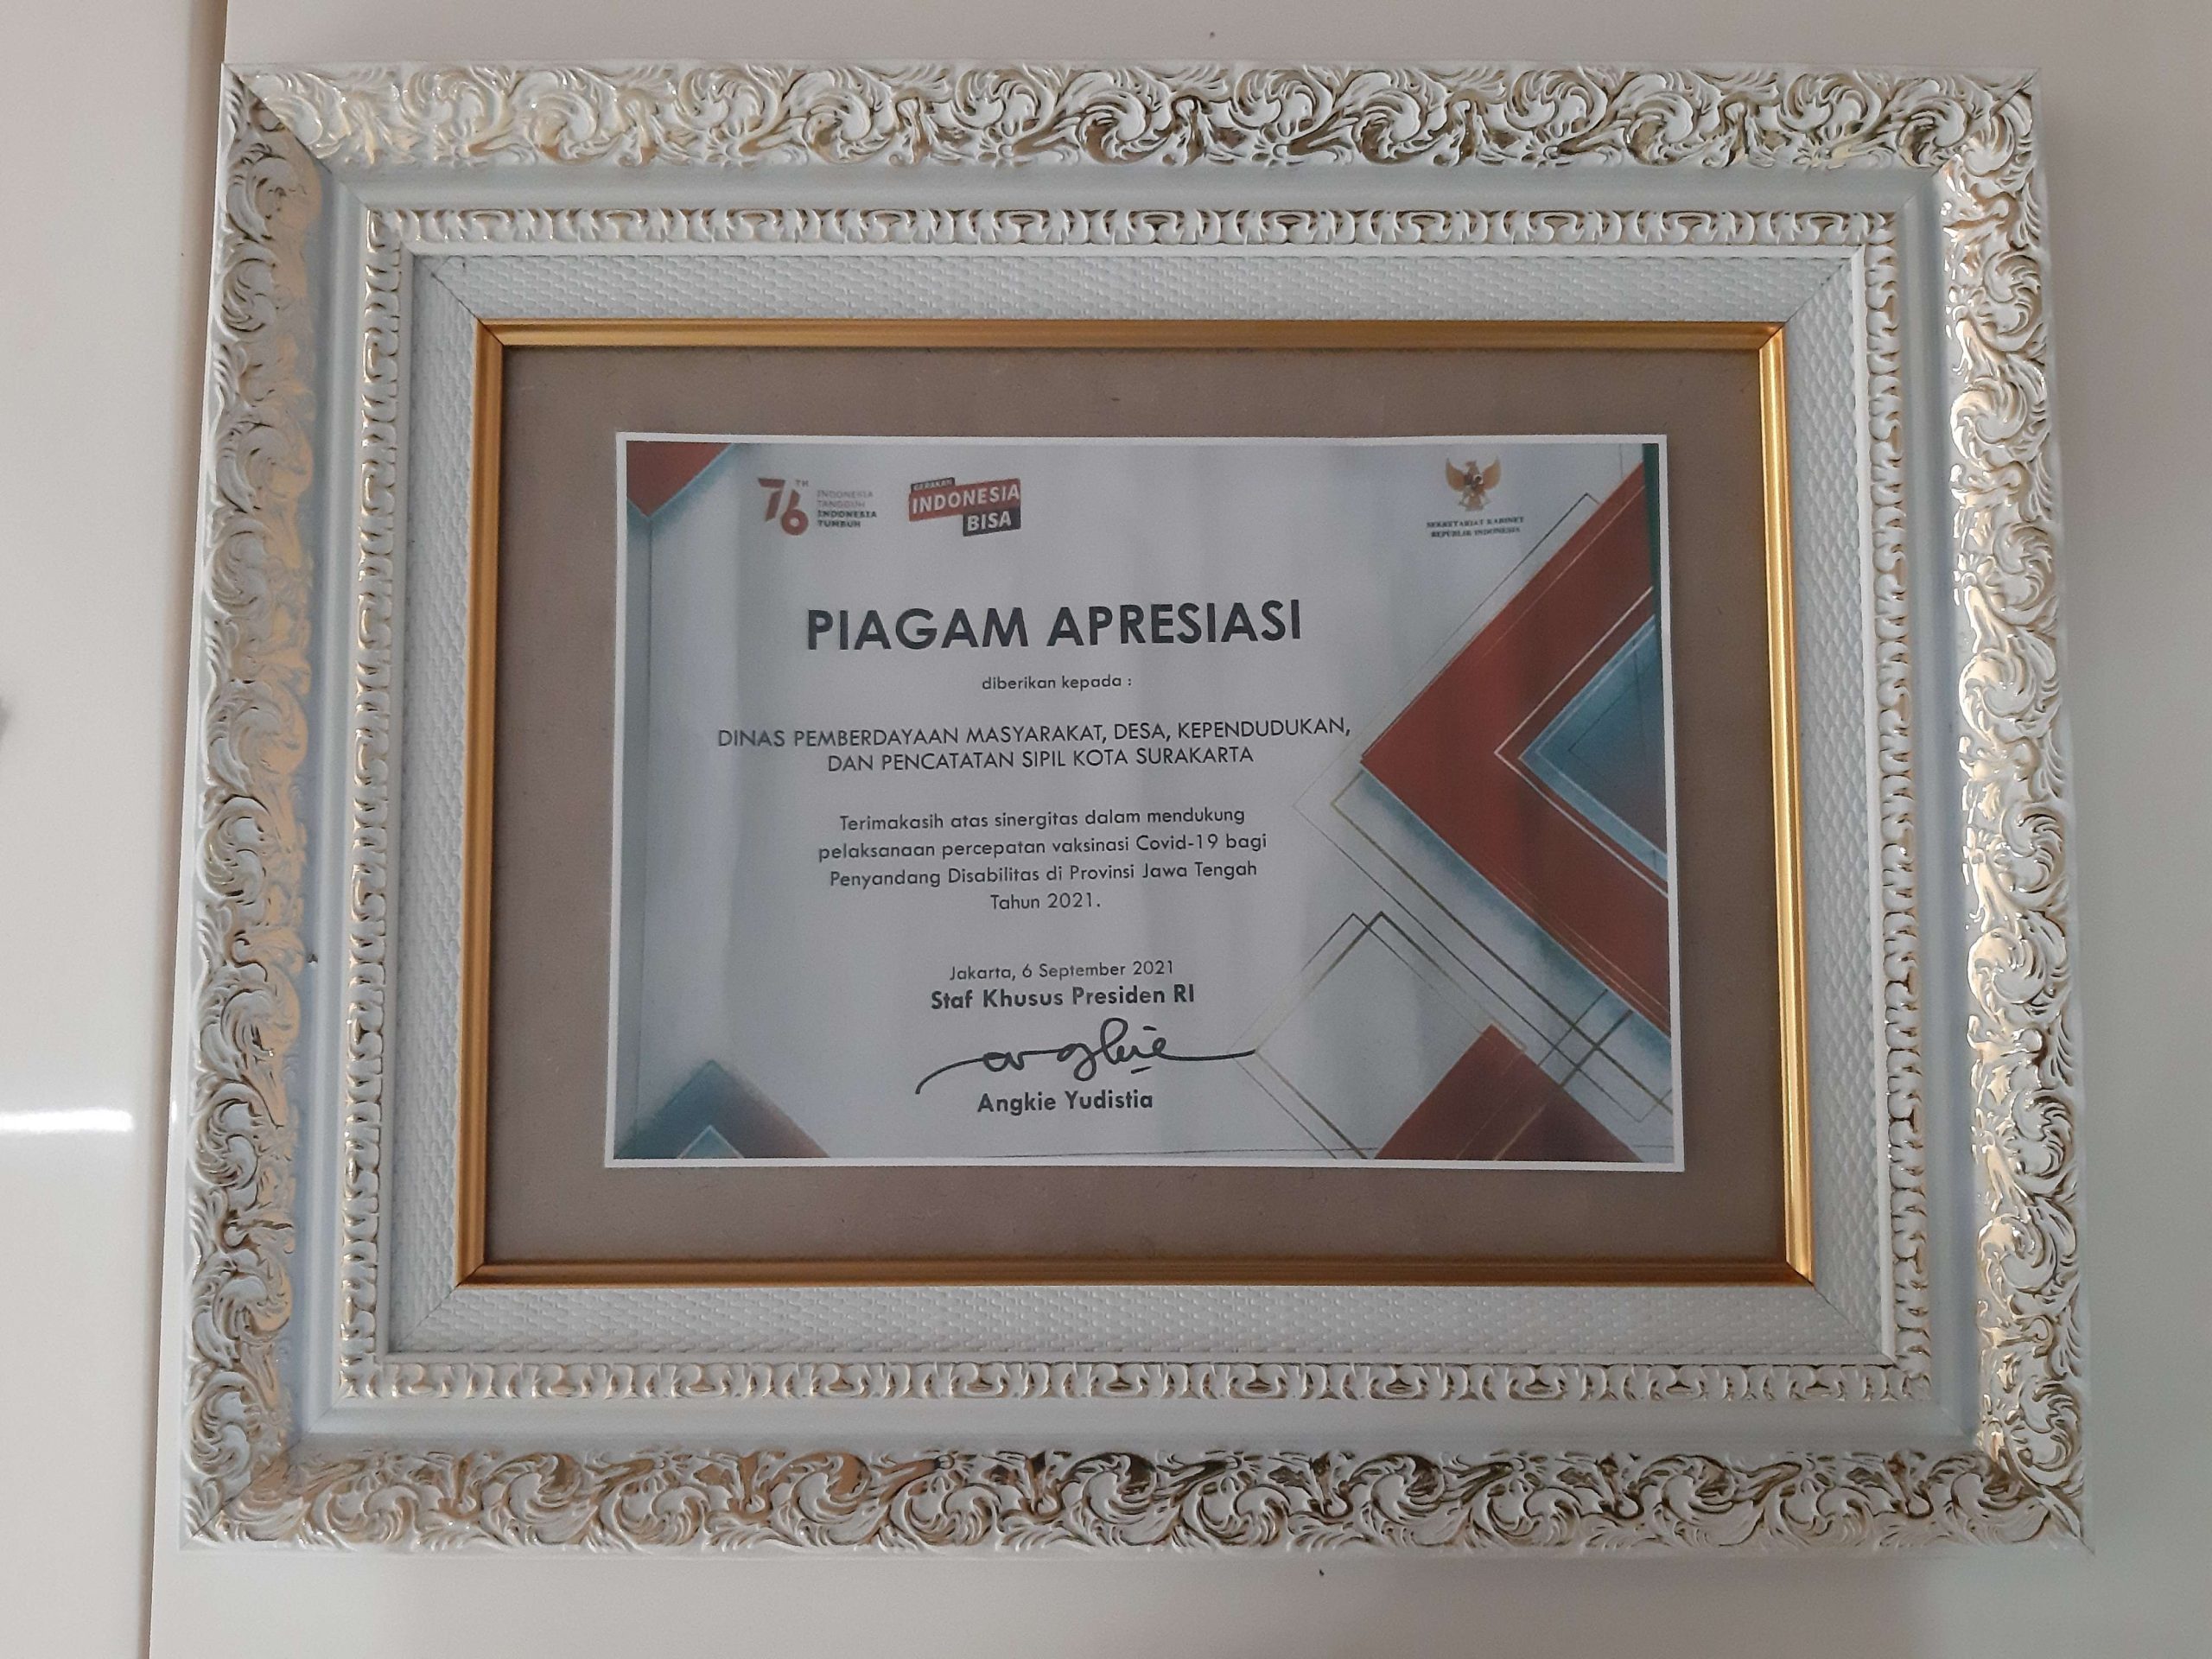 76 TH
INDONESIA
TANGGUH
INDONESIA
TUMBUH
GERAKAN
INDONESIA
BISA
SEKRETARIAT KABINET
REPUBLIK INDONESIA
PIAGAM APRESIASI
diberikan kepada :
DINAS PEMBERDAYAAN MASYARAKAT, DESA, KEPENDUDUKAN,
DAN PENCATATAN SIPIL KOTA SURAKARTA
Terimakasih atas sinergitas dalam mendukung
pelaksanaan percepatan vaksinasi Covid-19 bagi
Penyandang Disabilitas di Provinsi Jawa Tengah
Tahun 2021.
Jakarta, 6 September 2021
Staf Khusus Presiden RI
angkie
Angkie Yudistia